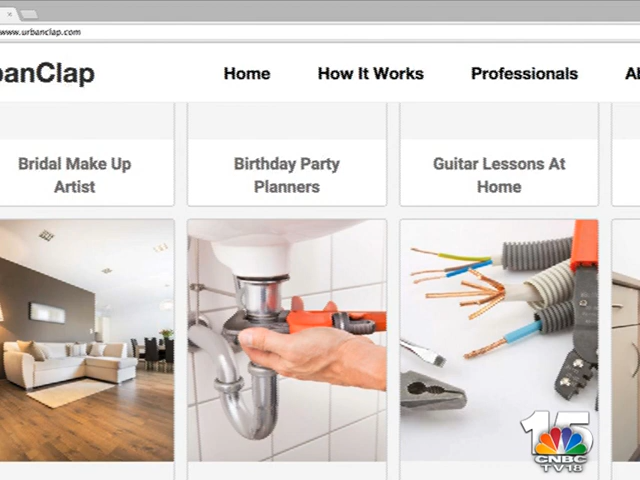 www.urbanclap.com
banClap
Home
How It Works
Professionals
Ab
Bridal Make Up
Artist
Birthday Party
Planners
Guitar Lessons At
Home
15
CNBC
TV18